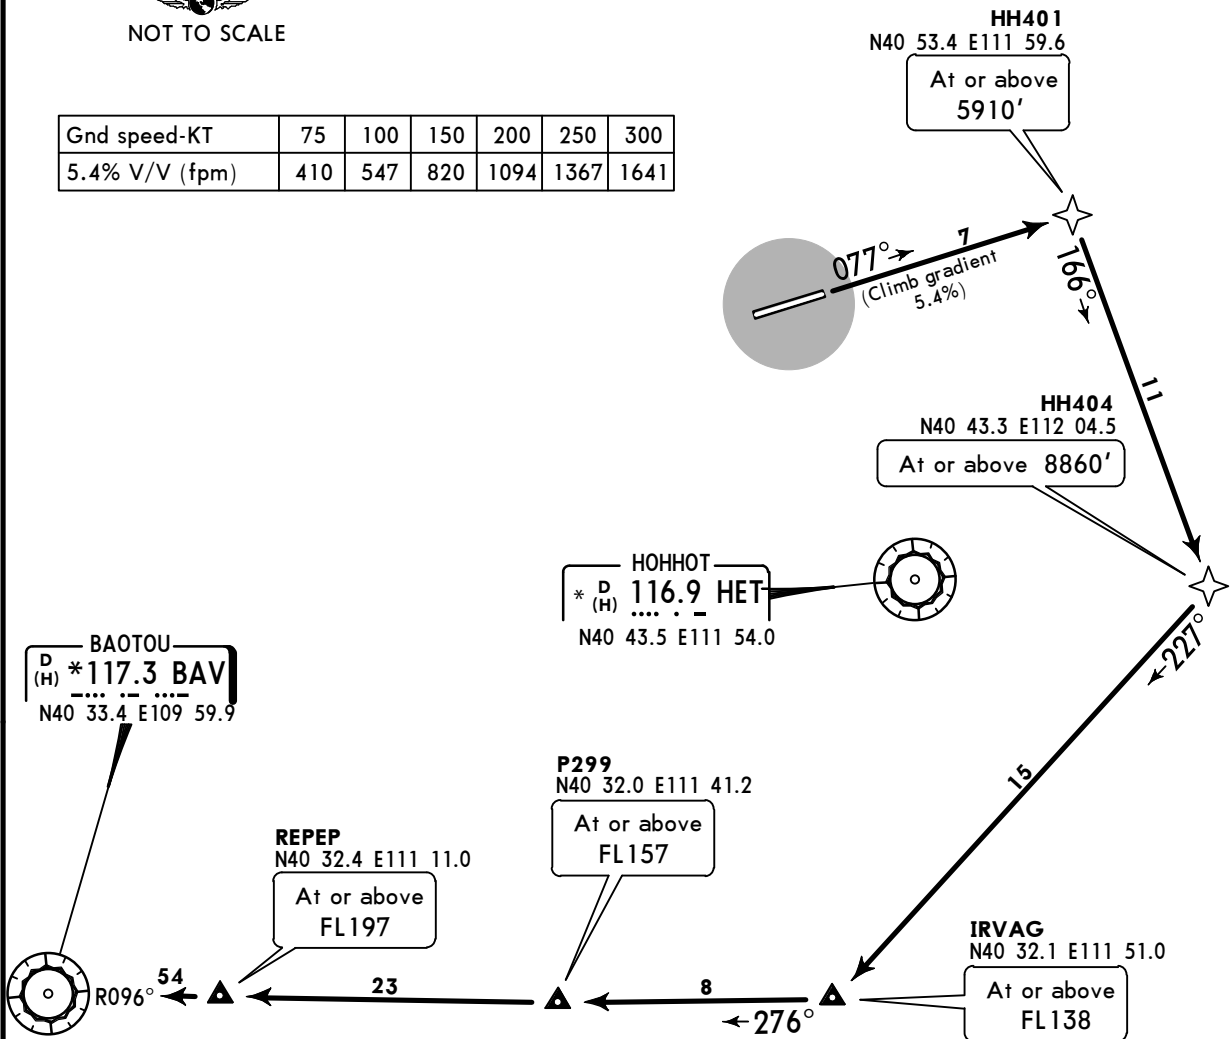 NOT TO SCALE
HH401
N40 53.4 E111 59.6
At or above
5910'
Gnd speed-KT 75 100 150 200 250 300
5.4% V/V (fpm) 410 547 820 1094 1367 1641
077°
7
(Climb gradient
5.4%)
166°
11
HH404
N40 43.3 E112 04.5
At or above 8860'
HOHHOT
* D (H) 116.9 HET
N40 43.5 E111 54.0
227°
BAOTOU
D (H) *117.3 BAV
N40 33.4 E109 59.9
15
P299
N40 32.0 E111 41.2
At or above
FL157
REPEP
N40 32.4 E111 11.0
At or above
FL197
IRVAG
N40 32.1 E111 51.0
At or above
FL138
R096°
54
23
8
276°